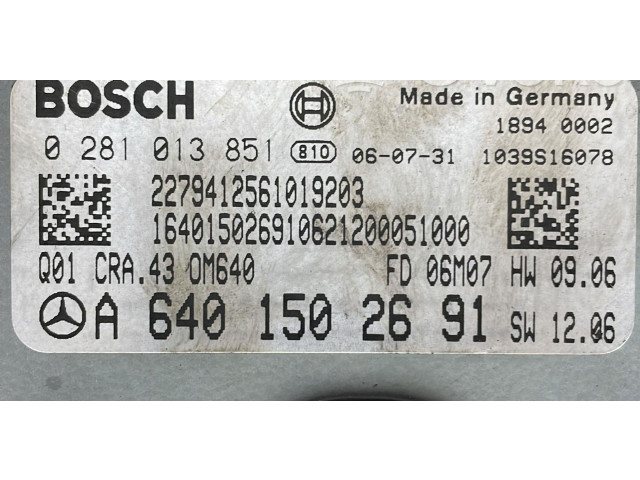 BOSCH
Made in Germany
1894 0002
0 281 013 851 810 06-07-31 1039S16078
2279412561019203
164015026910621200051000
Q01 CRA.43 OM640 FD 06M07 HW 09.06
A 640 150 26 91 SW 12.06